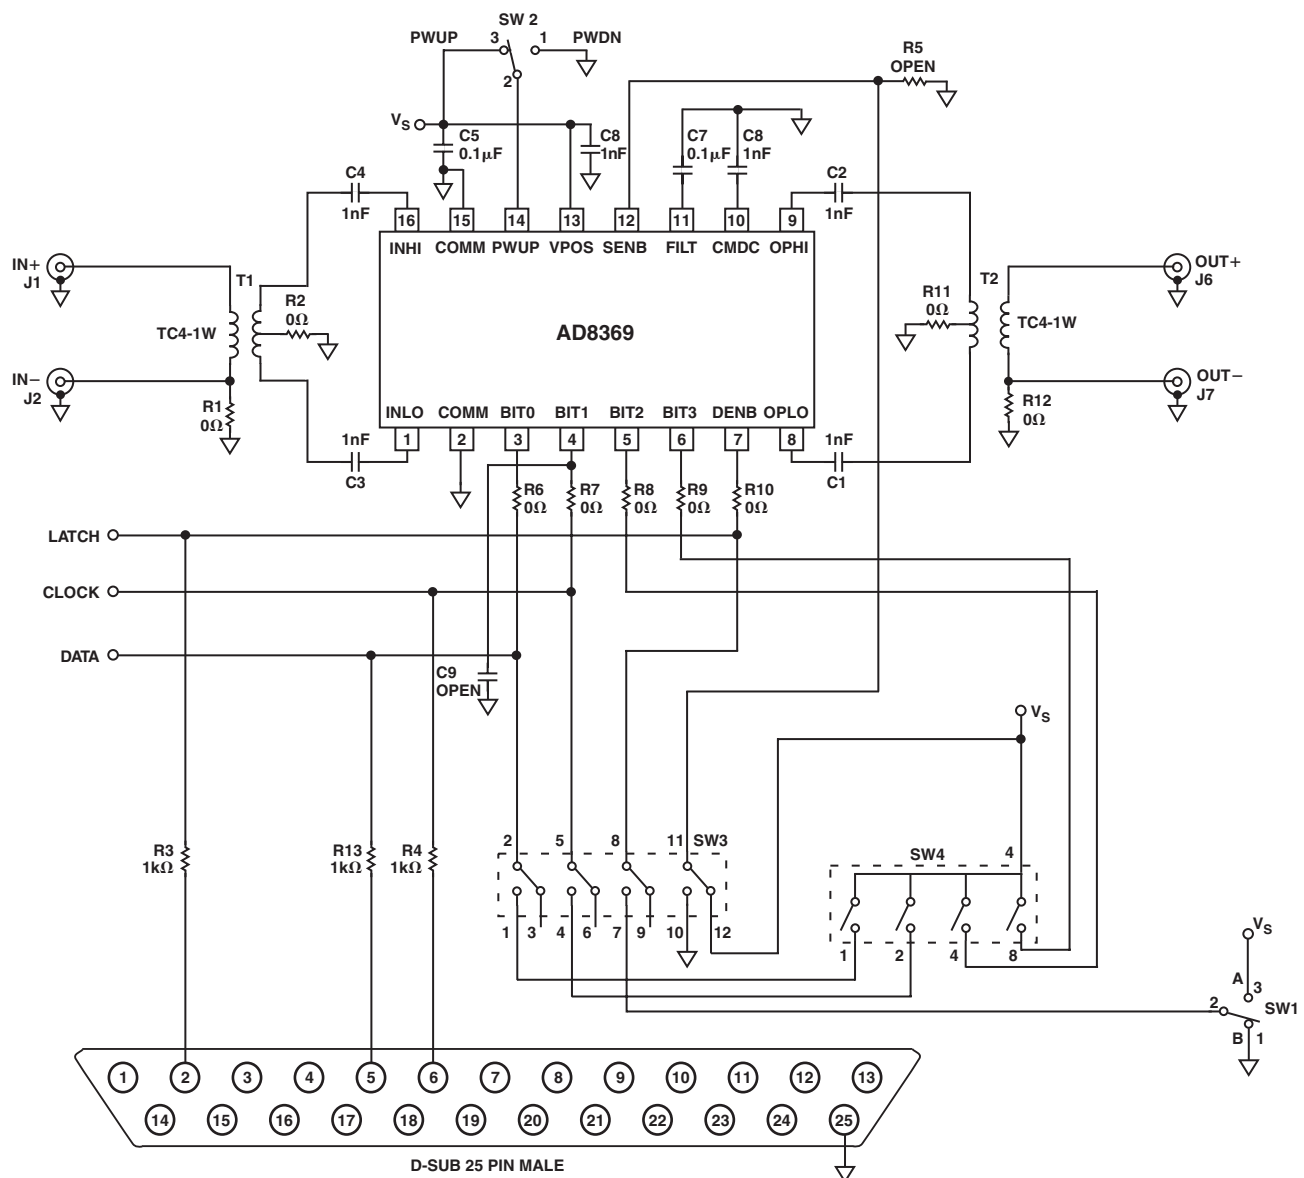 SW 2
PWUP 3 1 PWDN
2
R5
OPEN
VS
C5
0.1µF
C8
1nF
C7
0.1µF
C8
1nF
C4
1nF
C2
1nF
16 15 14 13 12 11 10 9
INHI COMM PWUP VPOS SENB FILT CMDC OPHI
IN+
J1
T1
R2
0Ω
TC4-1W
IN−
J2
R1
0Ω
AD8369
R11
0Ω
T2
TC4-1W
OUT+
J6
OUT−
J7
R12
0Ω
INLO COMM BIT0 BIT1 BIT2 BIT3 DENB OPLO
1 2 3 4 5 6 7 8
1nF
C3
1nF
C1
R6
0Ω
R7
0Ω
R8
0Ω
R9
0Ω
R10
0Ω
LATCH
CLOCK
DATA
C9
OPEN
VS
R3
1kΩ
R13
1kΩ
R4
1kΩ
2 5 8 11 SW3
1 3 4 6 7 9 10 12
SW4 4
1 2 4 8
VS
A 3
2 SW1
B 1
1 2 3 4 5 6 7 8 9 10 11 12 13
14 15 16 17 18 19 20 21 22 23 24 25
D-SUB 25 PIN MALE